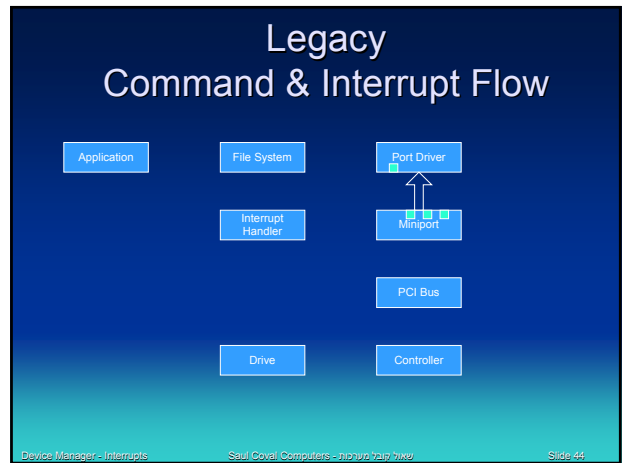 Legacy
Command & Interrupt Flow
Application
File System
Port Driver
Interrupt
Handler
Miniport
PCI Bus
Drive
Controller
Device Manager - Interrupts
Saul Coval Computers - שאול קובל מערכות
Slide 44